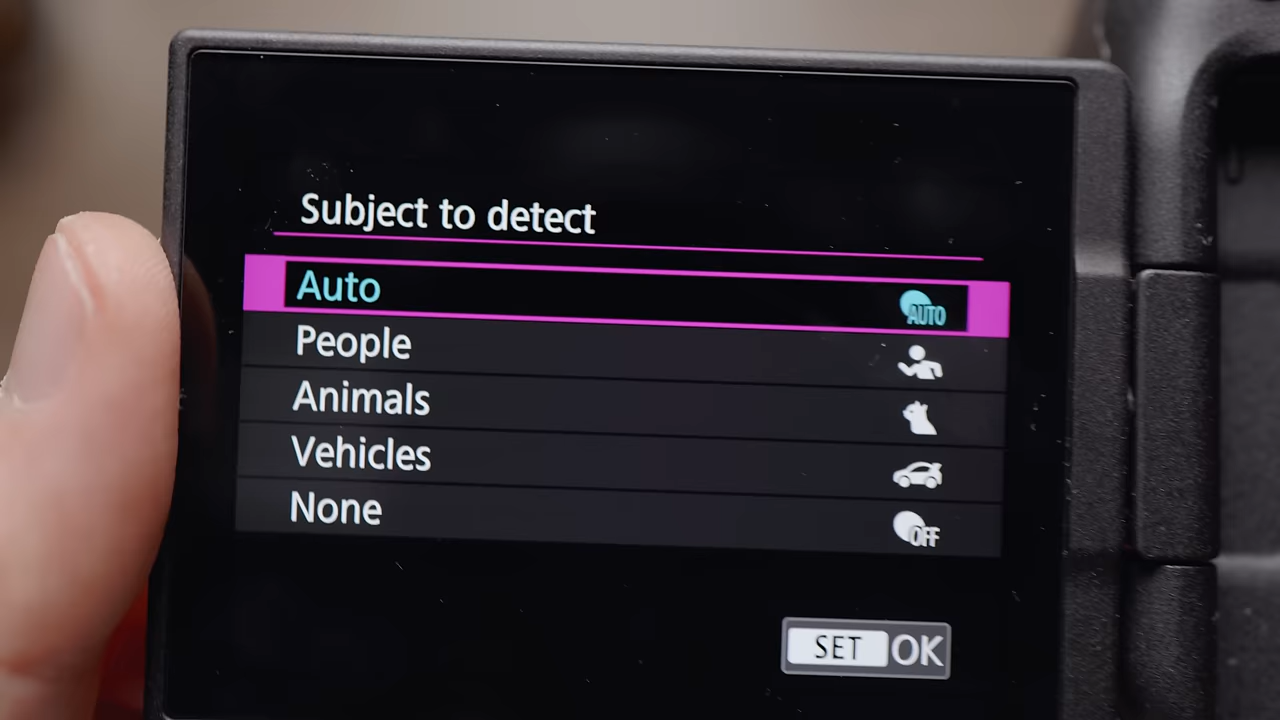 Subject to detect
Auto AUTO
People
Animals
Vehicles
None OFF
SET OK